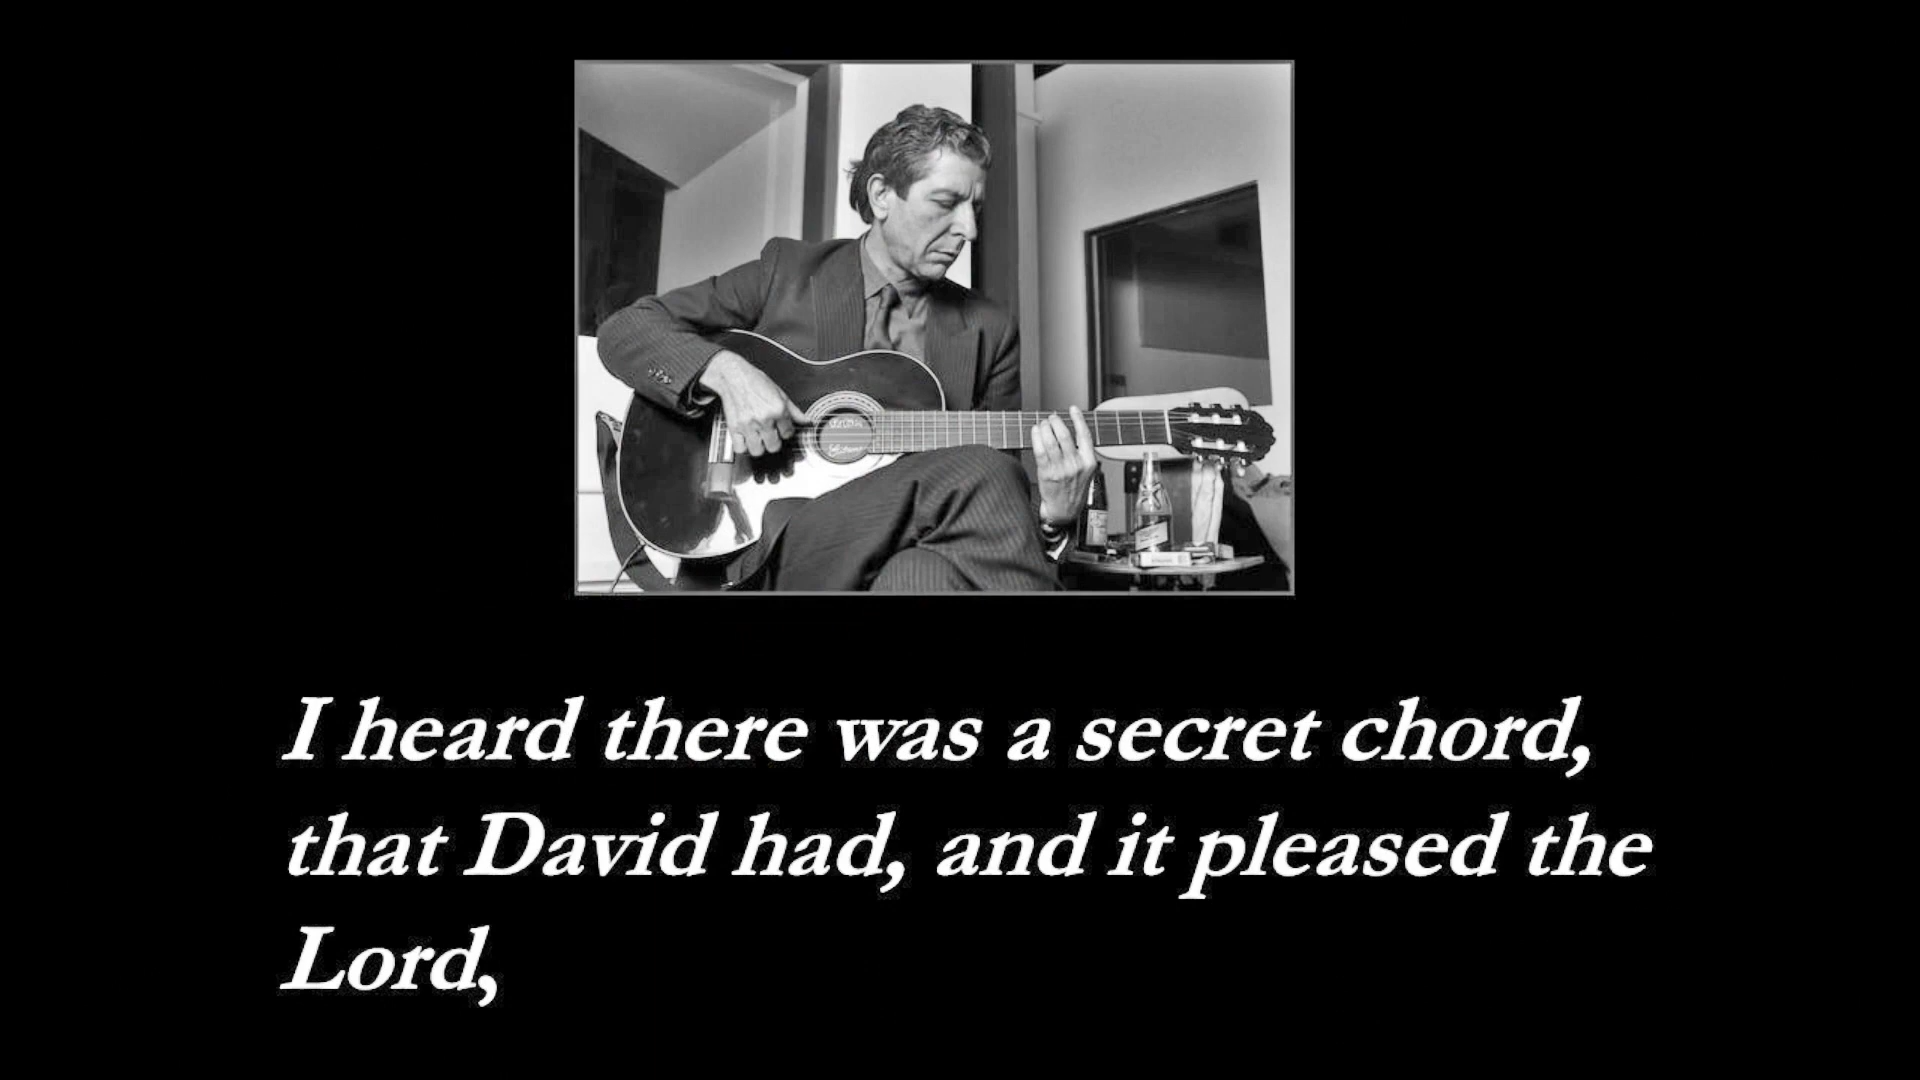 I heard there was a secret chord,
that David had, and it pleased the
Lord,